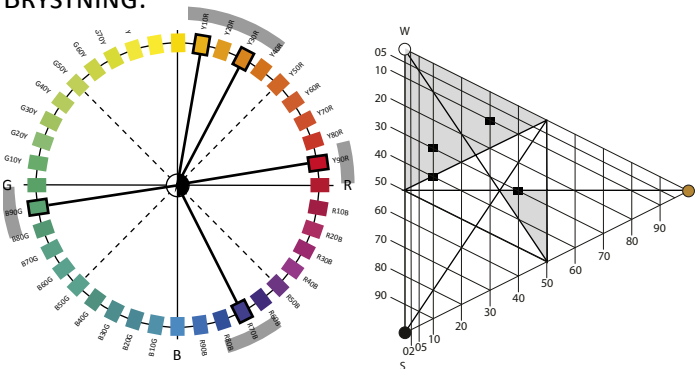 BRYSTNING:
Y
G70Y
G60Y
G50Y
G40Y
G30Y
G20Y
G10Y
G
B90G
B80G
B70G
B60G
B50G
B40G
B30G
B20G
B10G
B
R90B
R80B
R70B
R60B
R50B
R40B
R30B
R20B
R10B
R
Y90R
Y80R
Y70R
Y60R
Y50R
Y40R
Y30R
Y20R
Y10R
W
05
10
20
30
40
50
60
70
80
90
S
02
05
10
20
30
40
50
60
70
80
90